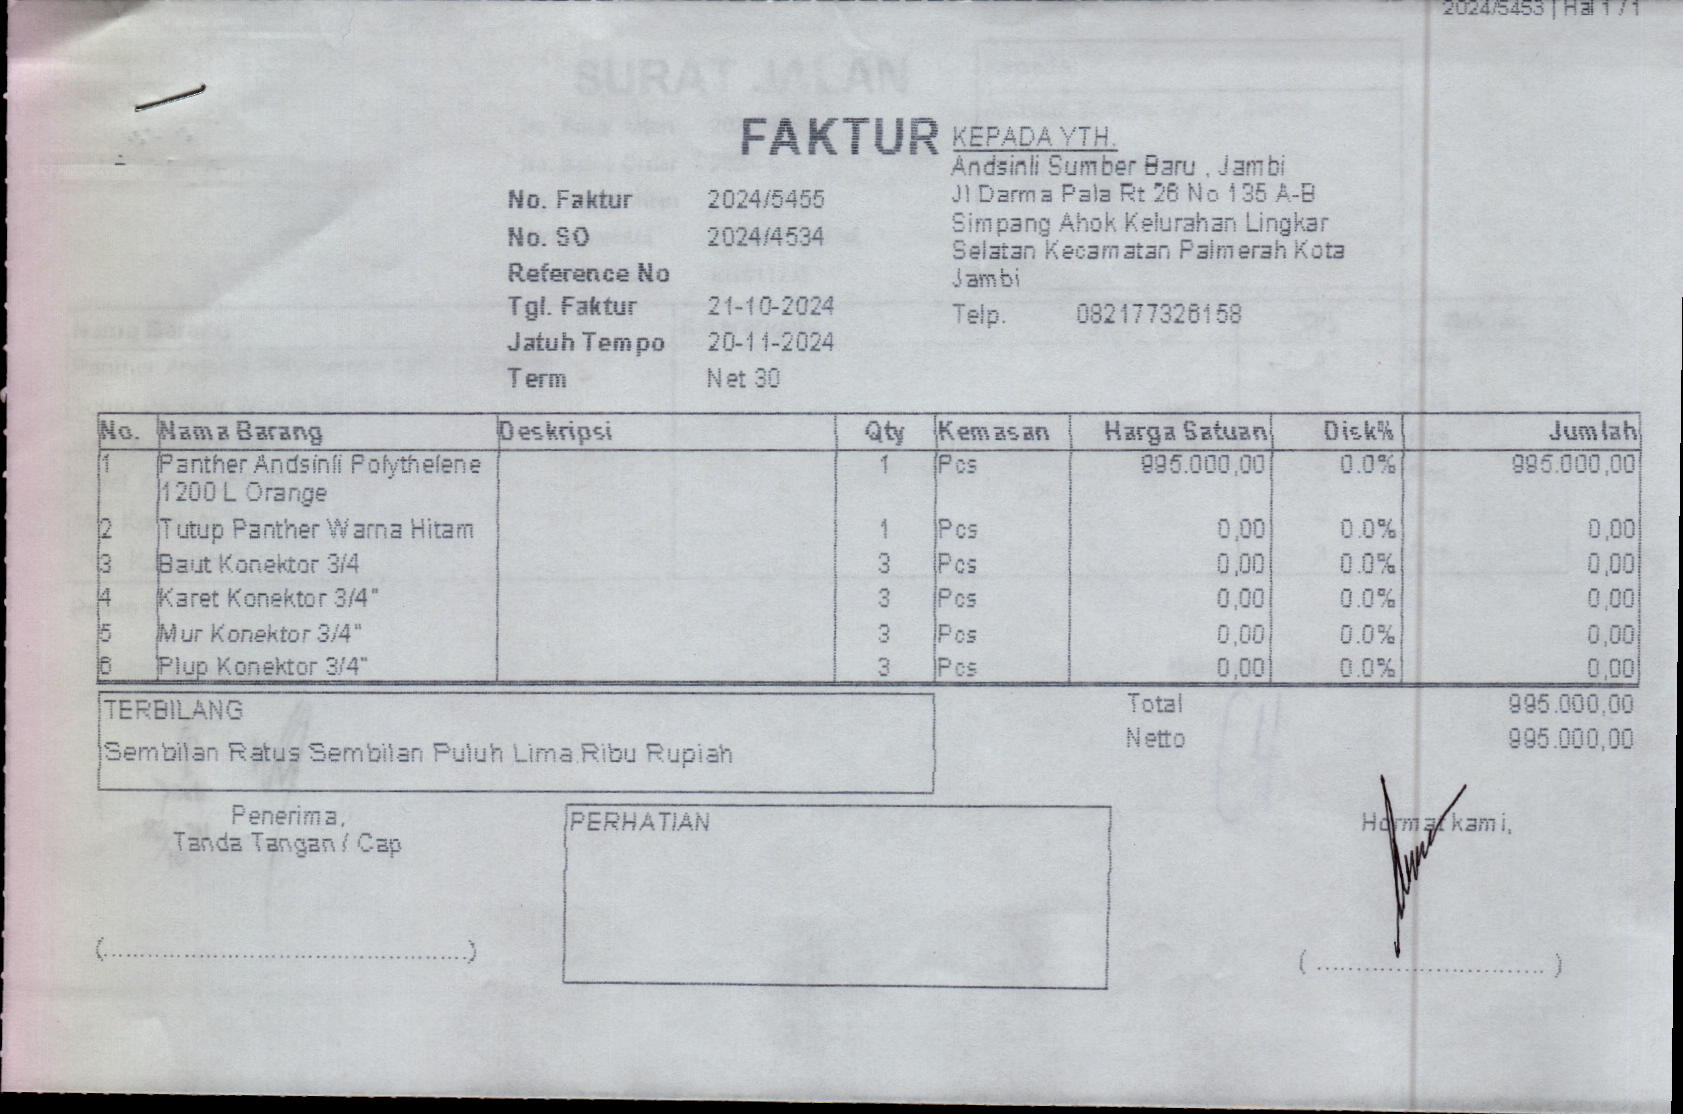 2024/5453 | Hal 1 / 1
SURAT JALAN
FAKTUR
KEPADA YTH.
Andsinli Sumber Baru , Jambi
Jl Darma Pala Rt 26 No 135 A-B
Simpang Ahok Kelurahan Lingkar
Selatan Kecamatan Palmerah Kota
Jambi
Telp. 082177326158
No. Faktur 2024/5455
No. SO 2024/4534
Reference No
Tgl. Faktur 21-10-2024
Jatuh Tempo 20-11-2024
Term Net 30
No. Nama Barang Deskripsi Qty Kemasan Harga Satuan Disk% Jumlah
1 Panther Andsinli Polythelene 1 Pcs 995.000,00 0.0% 995.000,00
1200 L Orange
2 Tutup Panther Warna Hitam 1 Pcs 0,00 0.0% 0,00
3 Baut Konektor 3/4 3 Pcs 0,00 0.0% 0,00
4 Karet Konektor 3/4" 3 Pcs 0,00 0.0% 0,00
5 Mur Konektor 3/4" 3 Pcs 0,00 0.0% 0,00
6 Plup Konektor 3/4" 3 Pcs 0,00 0.0% 0,00
TERBILANG
Sembilan Ratus Sembilan Puluh Lima Ribu Rupiah
Total 995.000,00
Netto 995.000,00
Penerima,
Tanda Tangan / Cap
PERHATIAN
Hormat kami,
(................................................)
( .............................. )